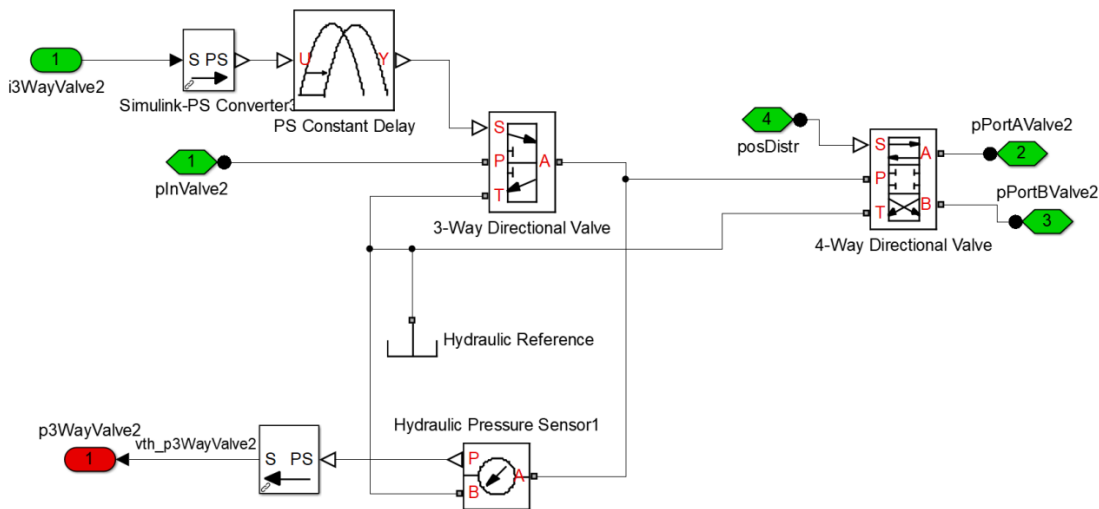 1
i3WayValve2
S PS
Simulink-PS Converter3
U Y
PS Constant Delay
1
pInValve2
S
P A
T
3-Way Directional Valve
4
posDistr
S A
P
T B
4-Way Directional Valve
pPortAValve2
2
pPortBValve2
3
Hydraulic Reference
Hydraulic Pressure Sensor1
P
A
B
p3WayValve2
1
vth_p3WayValve2
S PS